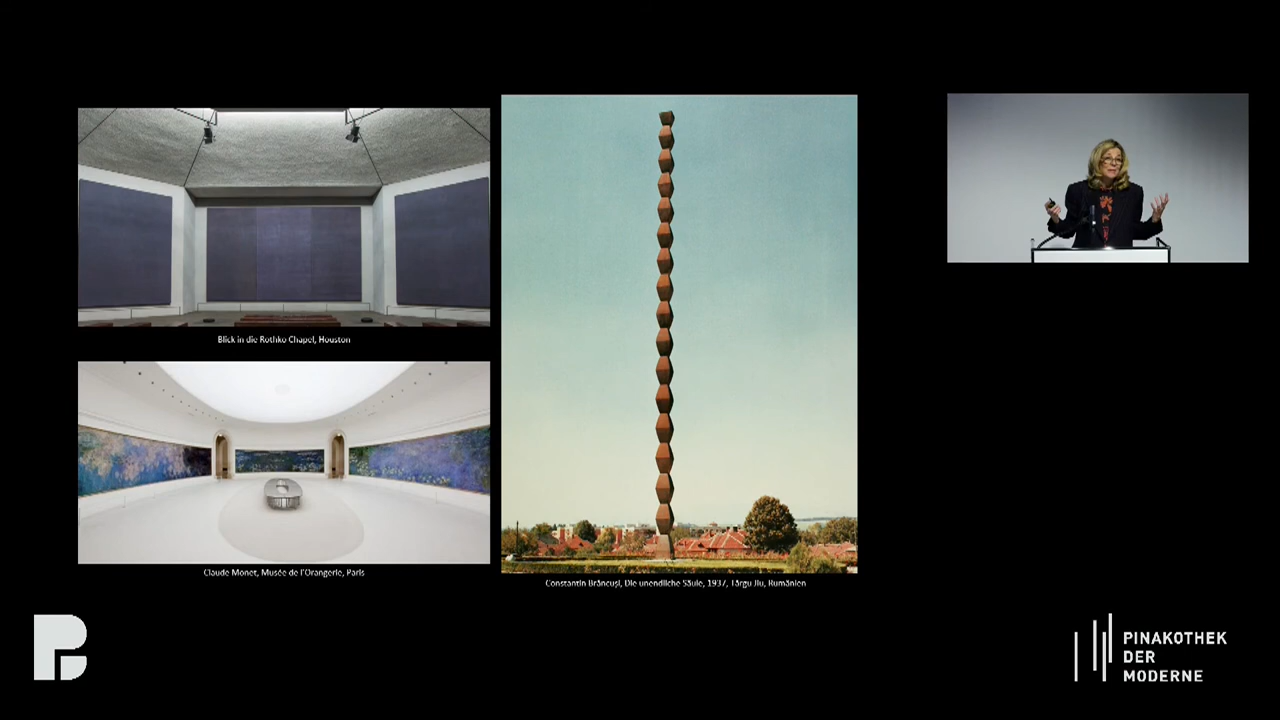 Blick in die Rothko Chapel, Houston
Claude Monet, Musée de l'Orangerie, Paris
Constantin Brâncuși, Die unendliche Säule, 1937, Târgu Jiu, Rumänien
PINAKOTHEK
DER
MODERNE